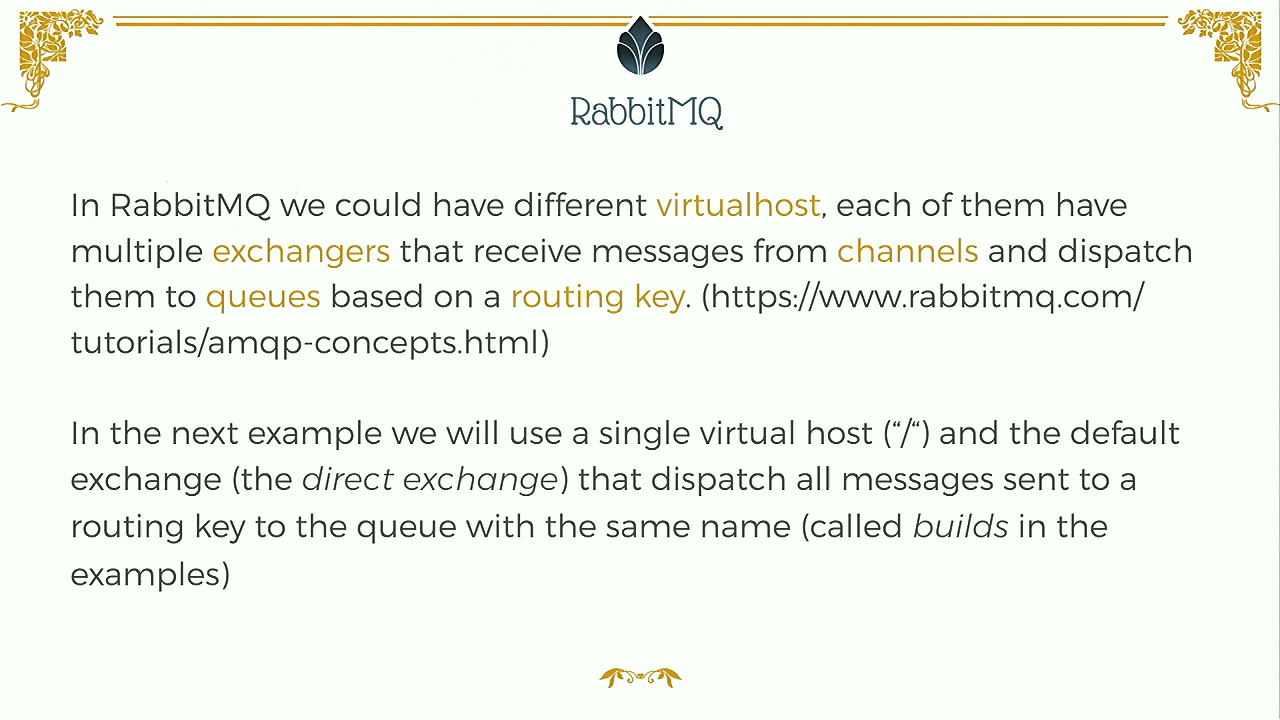 RabbitMQ
In RabbitMQ we could have different virtualhost, each of them have
multiple exchangers that receive messages from channels and dispatch
them to queues based on a routing key. (https://www.rabbitmq.com/
tutorials/amqp-concepts.html)
In the next example we will use a single virtual host (“/“) and the default
exchange (the direct exchange) that dispatch all messages sent to a
routing key to the queue with the same name (called builds in the
examples)